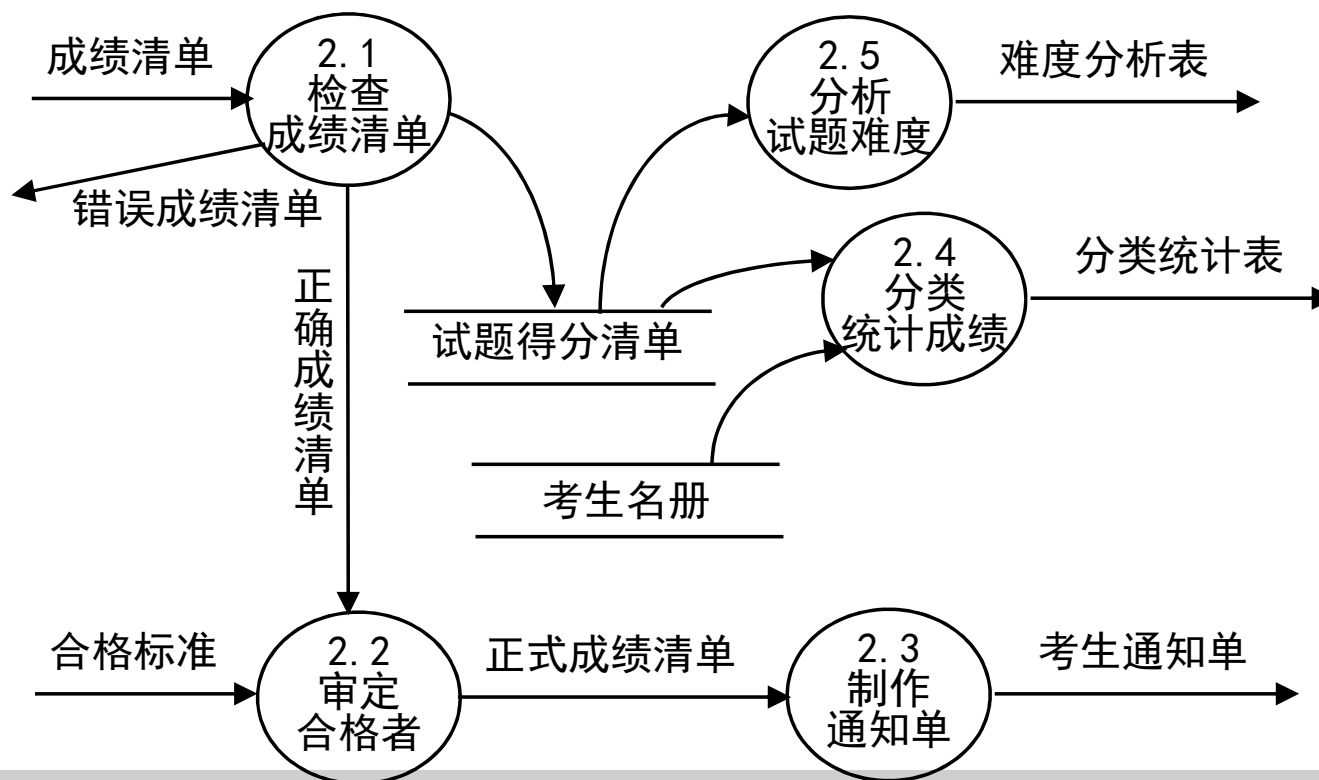 成绩清单
2.1
检查
成绩清单
错误成绩清单
2.5
分析
试题难度
难度分析表
2.4
分类
统计成绩
分类统计表
正确成绩清单
试题得分清单
考生名册
合格标准
2.2
审定
合格者
正式成绩清单
2.3
制作
通知单
考生通知单